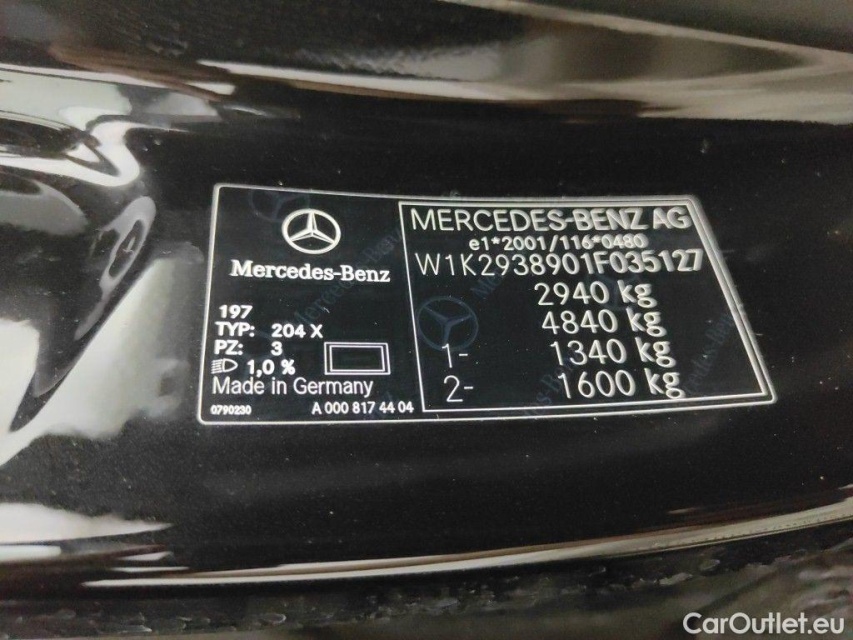 Mercedes-Benz
197
TYP: 204 X
PZ: 3
1,0 %
Made in Germany
0790230 A 000 817 44 04
MERCEDES-BENZ AG
e1*2001/116*0480
W1K2938901F035127
2940 kg
4840 kg
1- 1340 kg
2- 1600 kg
CarOutlet.eu